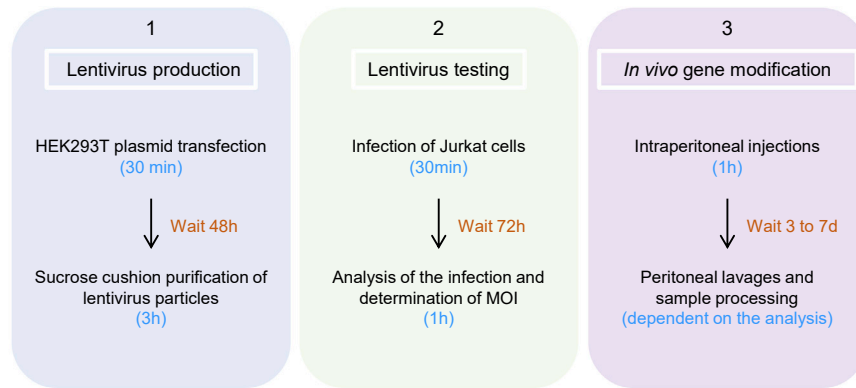 1
Lentivirus production
HEK293T plasmid transfection
(30 min)
Wait 48h
Sucrose cushion purification of
lentivirus particles
(3h)
2
Lentivirus testing
Infection of Jurkat cells
(30min)
Wait 72h
Analysis of the infection and
determination of MOI
(1h)
3
In vivo gene modification
Intraperitoneal injections
(1h)
Wait 3 to 7d
Peritoneal lavages and
sample processing
(dependent on the analysis)